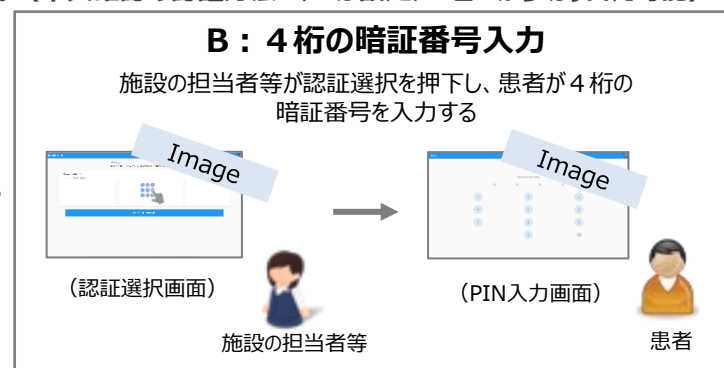 B：４桁の暗証番号入力
施設の担当者等が認証選択を押下し、患者が４桁の
暗証番号を入力する
Image
Image
（認証選択画面）
（PIN入力画面）
施設の担当者等
患者